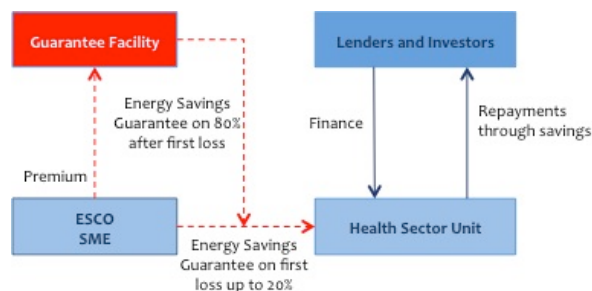 Guarantee Facility
Lenders and Investors
Energy Savings
Guarantee on 80%
after first loss
Finance
Repayments
through savings
Premium
ESCO
SME
Health Sector Unit
Energy Savings
Guarantee on first
loss up to 20%